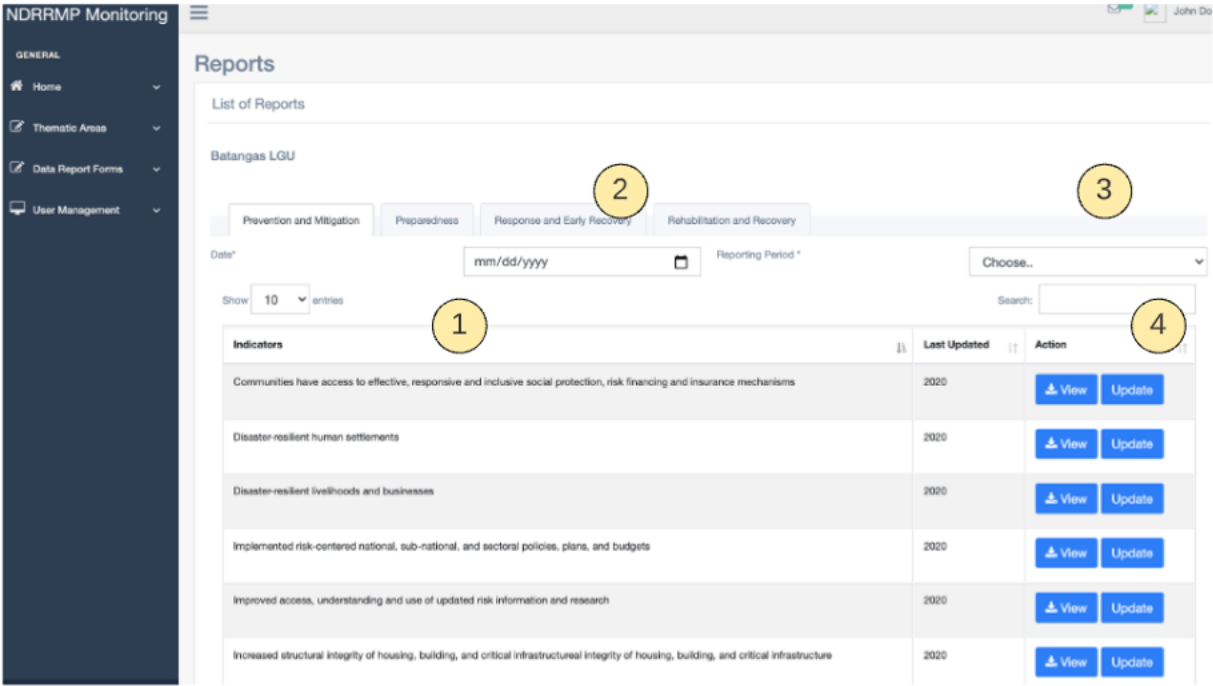 NDRRMP Monitoring
John Do
GENERAL
Home
Thematic Areas
Data Report Forms
User Management
Reports
List of Reports
Batangas LGU
2
3
Prevention and Mitigation Preparedness Response and Early Recovery Rehabilitation and Recovery
Date* mm/dd/yyyy Reporting Period * Choose..
Show 10 entries Search:
1
4
Indicators Last Updated Action
Communities have access to effective, responsive and inclusive social protection, risk financing and insurance mechanisms 2020 View Update
Disaster-resilient human settlements 2020 View Update
Disaster-resilient livelihoods and businesses 2020 View Update
Implemented risk-centered national, sub-national, and sectoral policies, plans, and budgets 2020 View Update
Improved access, understanding and use of updated risk information and research 2020 View Update
Increased structural integrity of housing, building, and critical infrastructureal integrity of housing, building, and critical infrastructure 2020 View Update